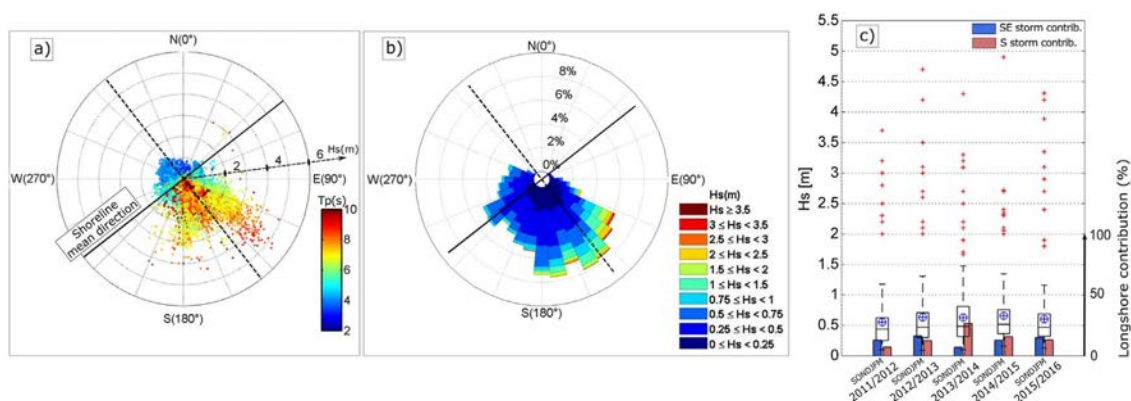 a)
N(0°)
Hs(m)
2
4
6
W(270°)
E(90°)
Tp(s)
10
8
6
4
2
Shoreline
mean direction
S(180°)
b)
N(0°)
8%
6%
4%
2%
0%
W(270°)
E(90°)
S(180°)
Hs(m)
Hs ≥ 3.5
3 ≤ Hs < 3.5
2.5 ≤ Hs < 3
2 ≤ Hs < 2.5
1.5 ≤ Hs < 2
1 ≤ Hs < 1.5
0.75 ≤ Hs < 1
0.5 ≤ Hs < 0.75
0.25 ≤ Hs < 0.5
0 ≤ Hs < 0.25
c)
SE storm contrib.
S storm contrib.
Hs [m]
5.5
5
4.5
4
3.5
3
2.5
2
1.5
1
0.5
0
100
50
0
Longshore contribution (%)
SONDJFM
2011/2012
SONDJFM
2012/2013
SONDJFM
2013/2014
SONDJFM
2014/2015
SONDJFM
2015/2016